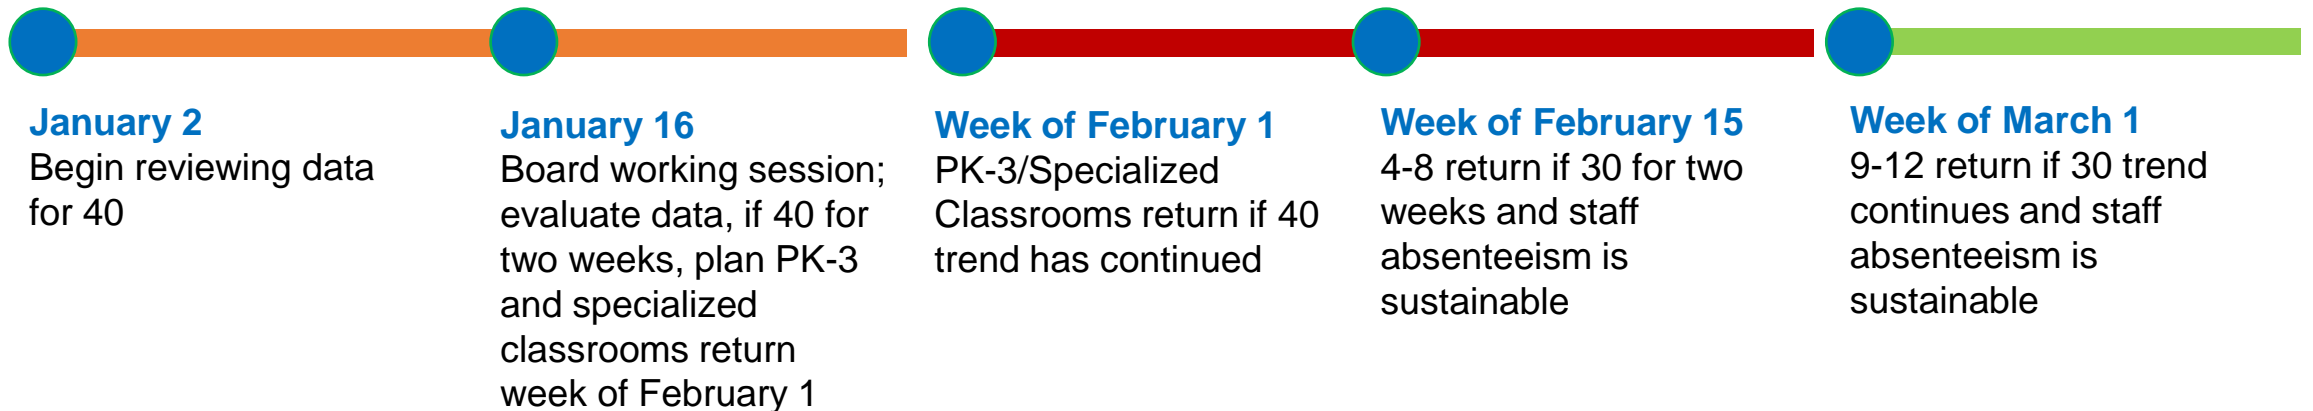 January 2
Begin reviewing data
for 40
January 16
Board working session;
evaluate data, if 40 for
two weeks, plan PK-3
and specialized
classrooms return
week of February 1
Week of February 1
PK-3/Specialized
Classrooms return if 40
trend has continued
Week of February 15
4-8 return if 30 for two
weeks and staff
absenteeism is
sustainable
Week of March 1
9-12 return if 30 trend
continues and staff
absenteeism is
sustainable